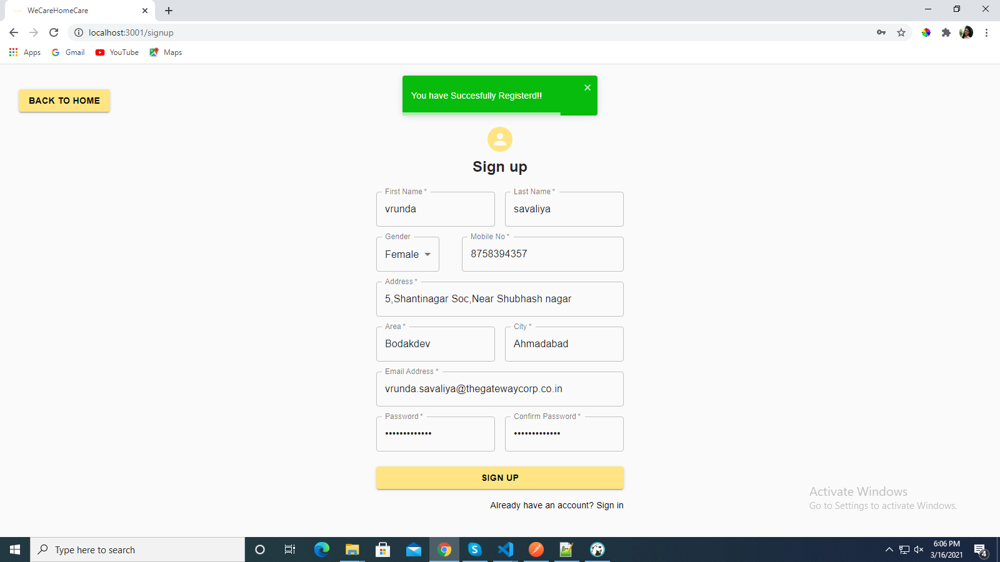 WeCareHomeCare
localhost:3001/signup
Apps Gmail YouTube Maps
BACK TO HOME
You have Succesfully Registerd!!
Sign up
First Name * Last Name *
vrunda savaliya
Gender Mobile No *
Female 8758394357
Address *
5,Shantinagar Soc,Near Shubhash nagar
Area * City *
Bodakdev Ahmadabad
Email Address *
vrunda.savaliya@thegatewaycorp.co.in
Password * Confirm Password *
••••••••••••• •••••••••••••
SIGN UP
Already have an account? Sign in
Activate Windows
Go to Settings to activate Windows.
Type here to search
6:06 PM
3/16/2021
4